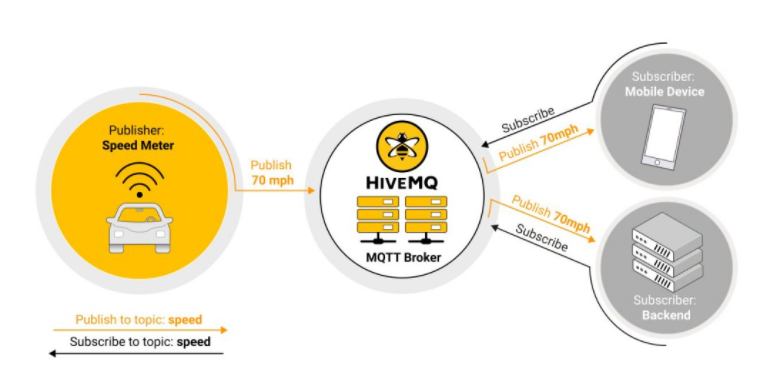 Publisher:
Speed Meter
Publish
70 mph
HIVEMQ
MQTT Broker
Subscribe
Publish 70mph
Subscriber:
Mobile Device
Publish 70mph
Subscribe
Subscriber:
Backend
Publish to topic: speed
Subscribe to topic: speed